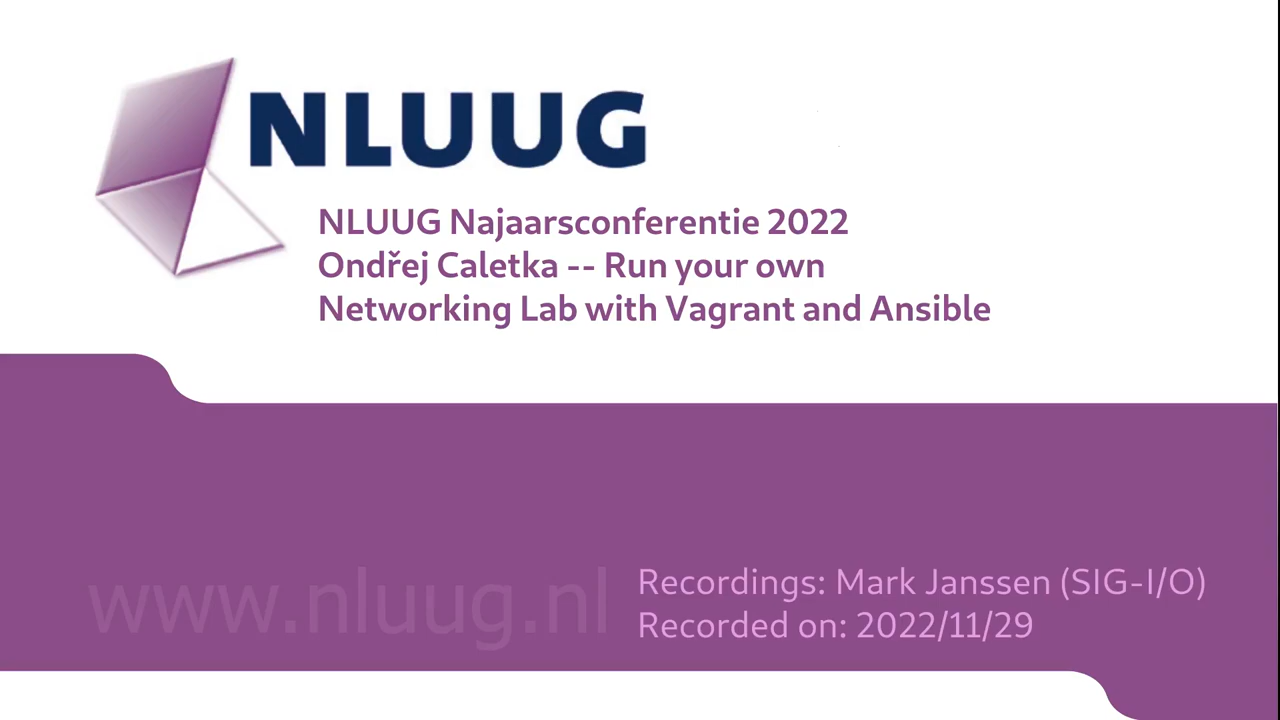 NLUUG
NLUUG Najaarsconferentie 2022
Ondřej Caletka -- Run your own
Networking Lab with Vagrant and Ansible
www.nluug.nl
Recordings: Mark Janssen (SIG-I/O)
Recorded on: 2022/11/29